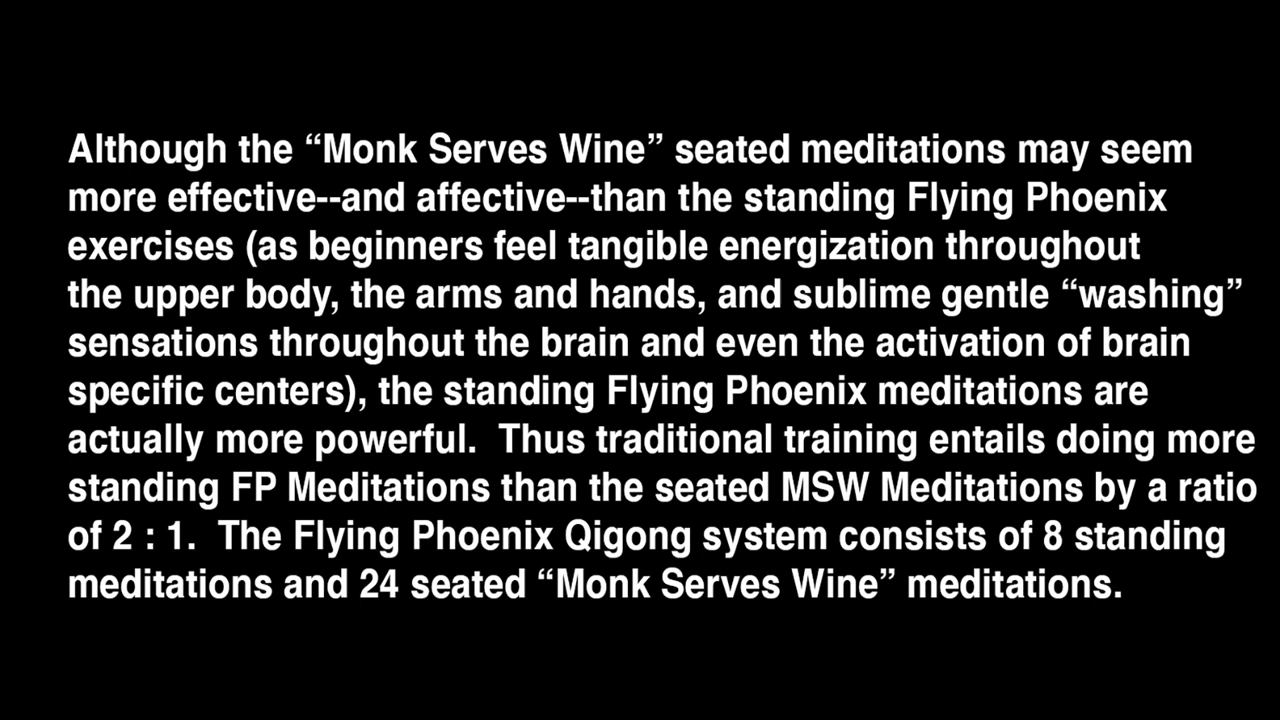 Although the “Monk Serves Wine” seated meditations may seem
more effective--and affective--than the standing Flying Phoenix
exercises (as beginners feel tangible energization throughout
the upper body, the arms and hands, and sublime gentle “washing”
sensations throughout the brain and even the activation of brain
specific centers), the standing Flying Phoenix meditations are
actually more powerful.  Thus traditional training entails doing more
standing FP Meditations than the seated MSW Meditations by a ratio
of 2 : 1.  The Flying Phoenix Qigong system consists of 8 standing
meditations and 24 seated “Monk Serves Wine” meditations.